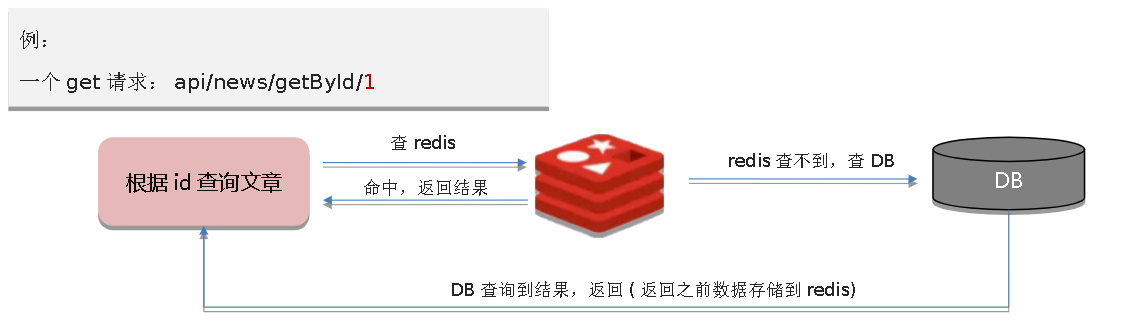 例：
一个 get 请求： api/news/getById/1
查 redis
根据 id 查询文章
命中，返回结果
redis 查不到，查 DB
DB
DB 查询到结果，返回 ( 返回之前数据存储到 redis)